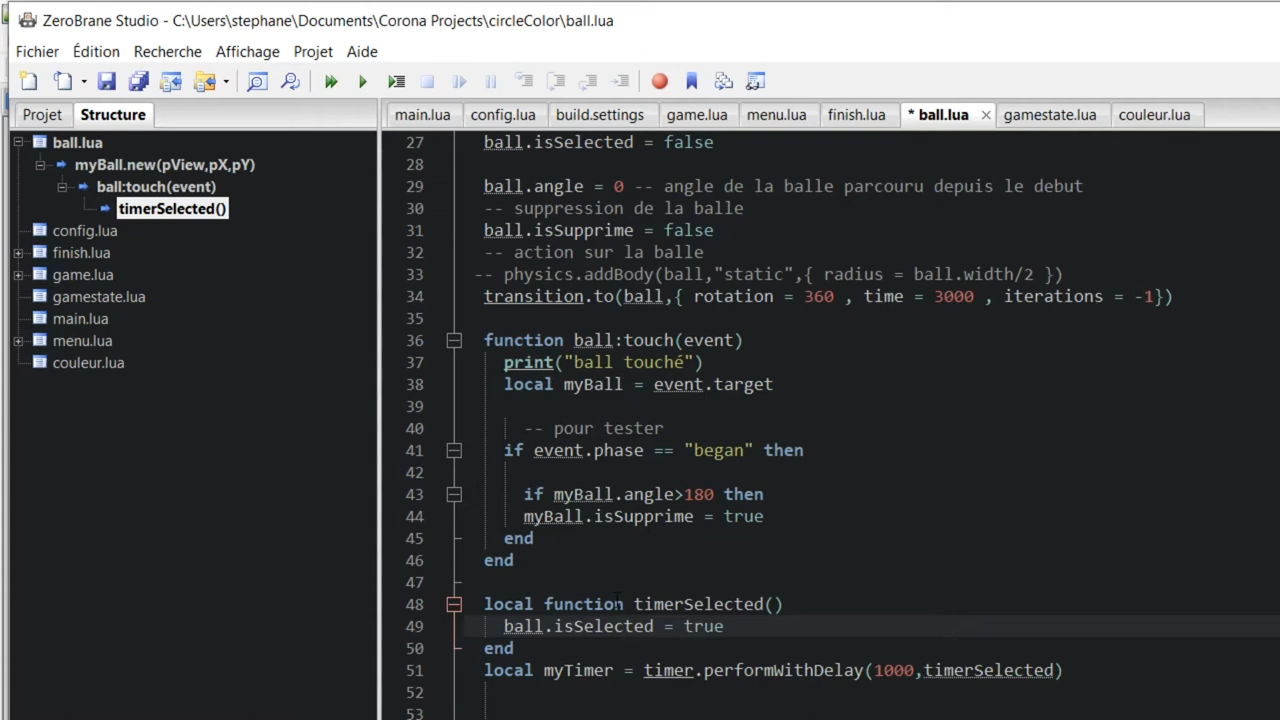 ZeroBrane Studio - C:\Users\stephane\Documents\Corona Projects\circleColor\ball.lua
Fichier Édition Recherche Affichage Projet Aide
Projet Structure
main.lua config.lua build.settings game.lua menu.lua finish.lua * ball.lua gamestate.lua couleur.lua
ball.lua
myBall.new(pView,pX,pY)
ball:touch(event)
timerSelected()
config.lua
finish.lua
game.lua
gamestate.lua
main.lua
menu.lua
couleur.lua
27 ball.isSelected = false
28
29 ball.angle = 0 -- angle de la balle parcouru depuis le debut
30 -- suppression de la balle
31 ball.isSupprime = false
32 -- action sur la balle
33 -- physics.addBody(ball,"static",{ radius = ball.width/2 })
34 transition.to(ball,{ rotation = 360 , time = 3000 , iterations = -1})
35
36 function ball:touch(event)
37 print("ball touché")
38 local myBall = event.target
39
40 -- pour tester
41 if event.phase == "began" then
42
43 if myBall.angle>180 then
44 myBall.isSupprime = true
45 end
46 end
47
48 local function timerSelected()
49 ball.isSelected = true
50 end
51 local myTimer = timer.performWithDelay(1000,timerSelected)
52
53